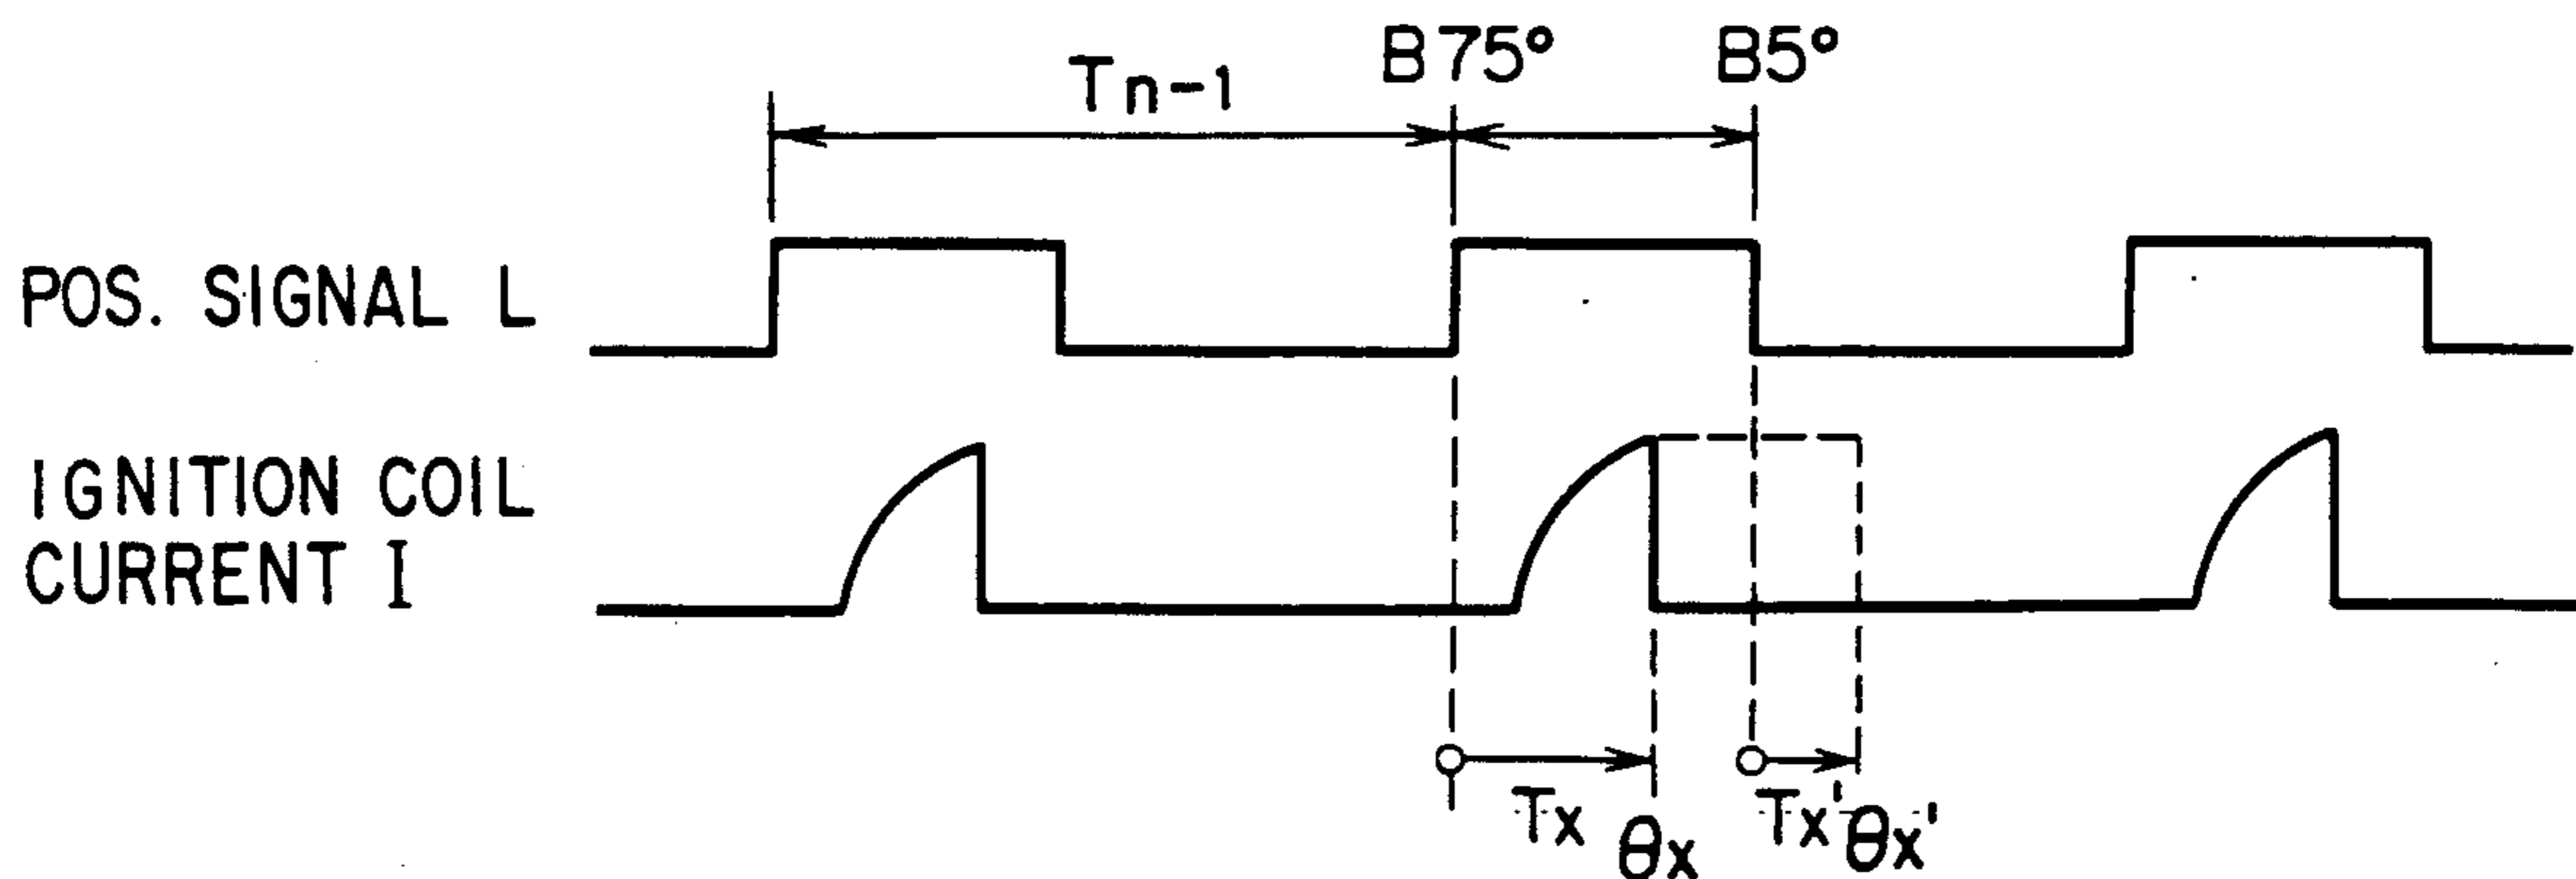 Tn-1
B75°
B5°
POS. SIGNAL L
IGNITION COIL
CURRENT I
Tx
θx
Tx'
θx'